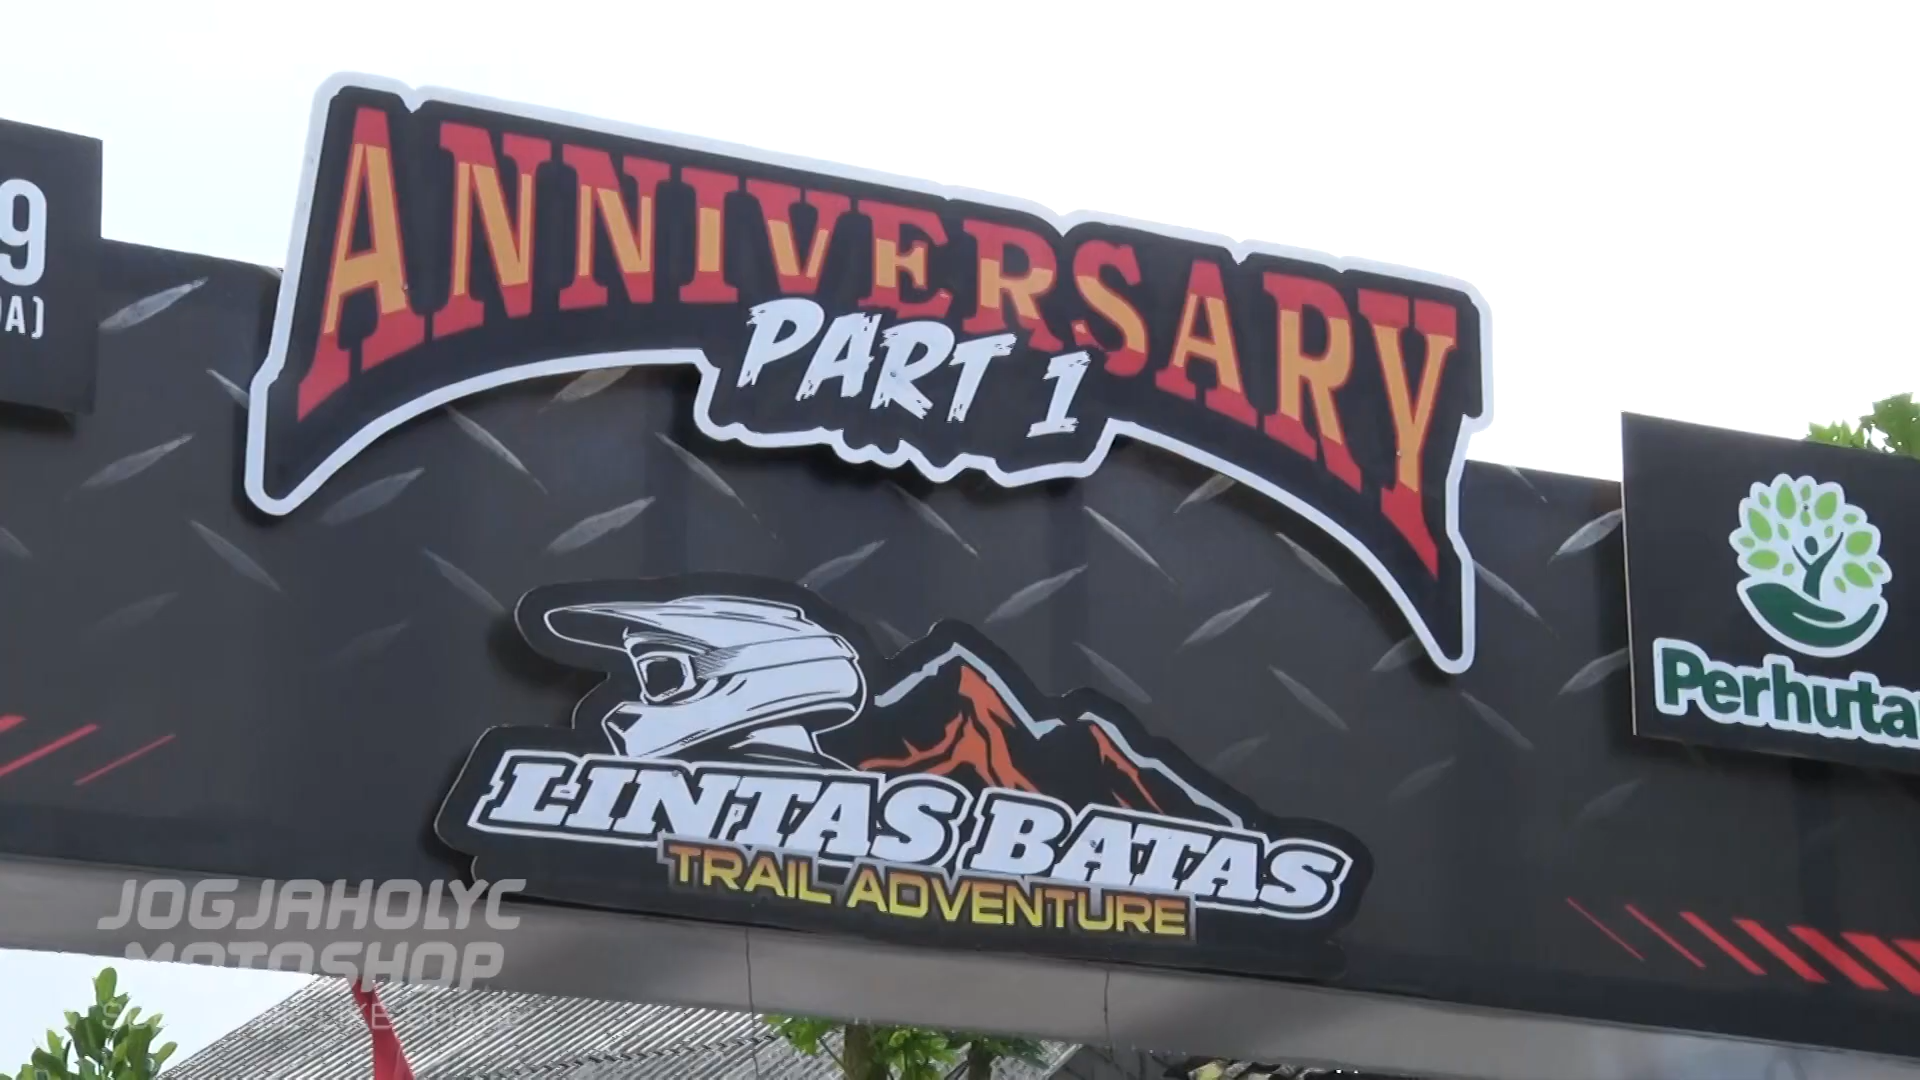 9
ANNIVERSARY
PART 1
Perhuta
LINTAS BATAS
TRAIL ADVENTURE
JOGJAHOLYC
MOTOSHOP